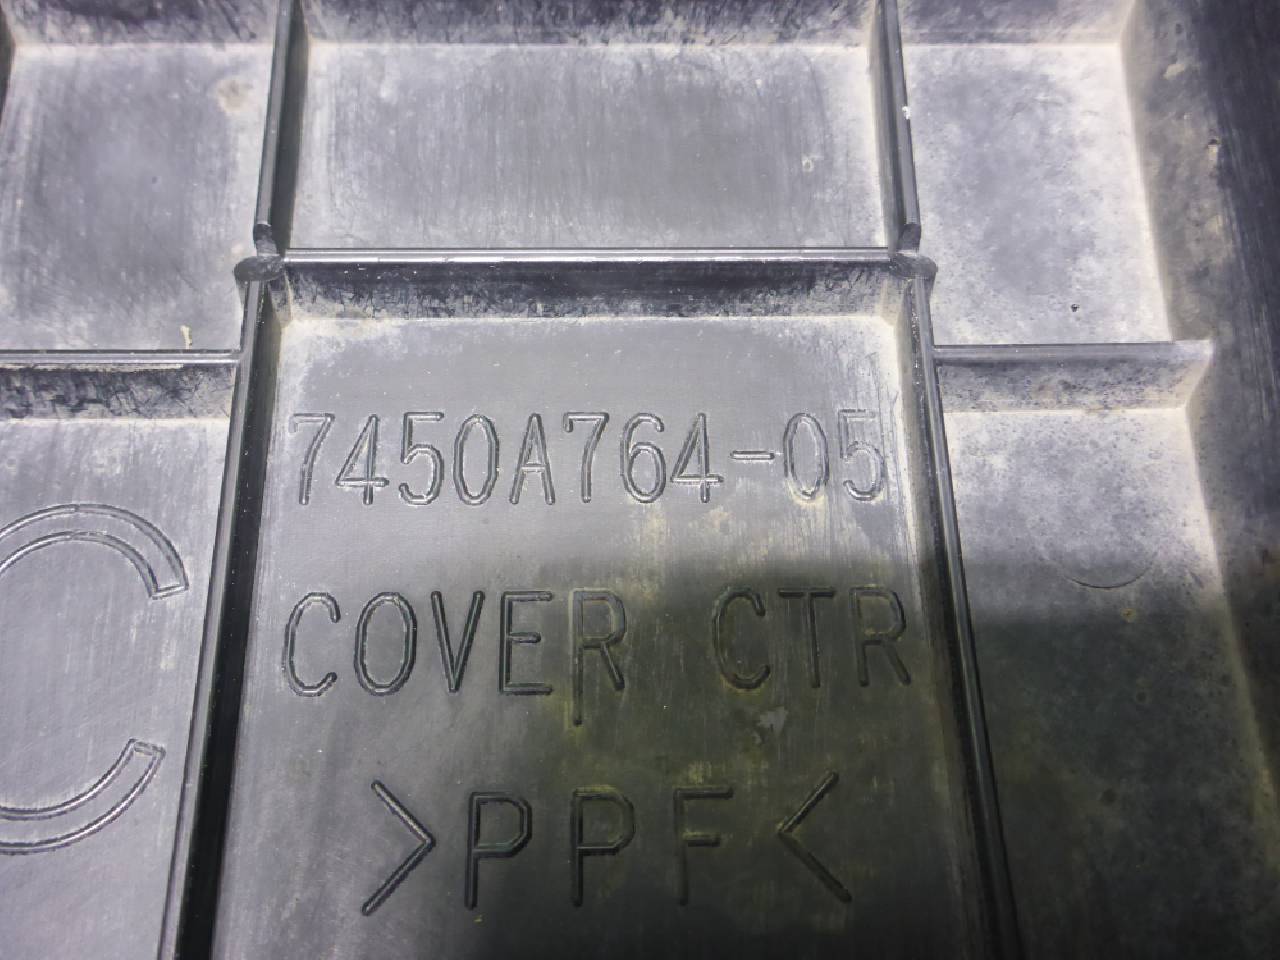 7450A764-05
COVER CTR
>PPF<
C